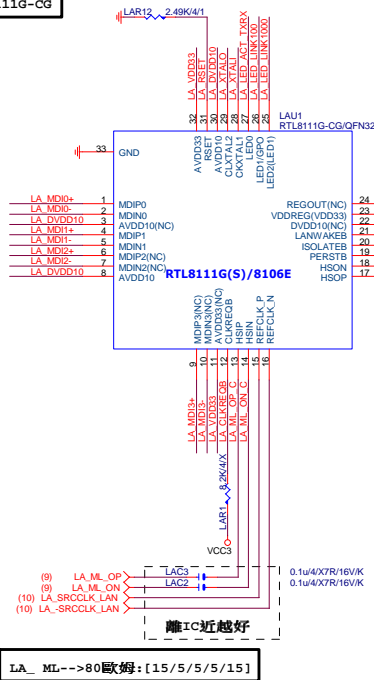 111G-CG
LAR12 2.49K/4/1
LA_VDD33
LA_RSET
LA_DVDD10
LA_XTALO
LA_XTALI
LA_LED_ACT_TXRX
LA_LED_LINK1000
LA_LED_LINK100
32 31 30 29 28 27 26 25
LAU1
RTL8111G-CG/QFN32
33 GND
AVDD33
RSET
AVDD10
CLXTAL2
CKXTAL1
LED0
LED1/GPO
LED2(LED1)
LA_MDI0+ 1 MDIP0
LA_MDI0- 2 MDIN0
LA_DVDD10 3 AVDD10(NC)
LA_MDI1+ 4 MDIP1
LA_MDI1- 5 MDIN1
LA_MDI2+ 6 MDIP2(NC)
LA_MDI2- 7 MDIN2(NC)
LA_DVDD10 8 AVDD10
REGOUT(NC) 24
VDDREG(VDD33) 23
DVDD10(NC) 22
LANWAKEB 21
ISOLATEB 20
PERSTB 19
HSON 18
HSOP 17
RTL8111G(S)/8106E
MDIP3(NC)
MDIN3(NC)
AVDD33(NC)
CLKREQB
HSIP
HSIN
REFCLK_P
REFCLK_N
9 10 11 12 13 14 15 16
LA_MDI3+
LA_MDI3-
LA_VDD33
LA_CLKREQB
LA_ML_OP_C
LA_ML_ON_C
8.2K/4/X
LAR1
VCC3
(9) LA_ML_OP LAC3 0.1u/4/X7R/16V/K
(9) LA_ML_ON LAC2 0.1u/4/X7R/16V/K
(10) LA_SRCCLK_LAN
(10) LA_-SRCCLK_LAN
離IC近越好
LA_ ML-->80歐姆:[15/5/5/5/15]